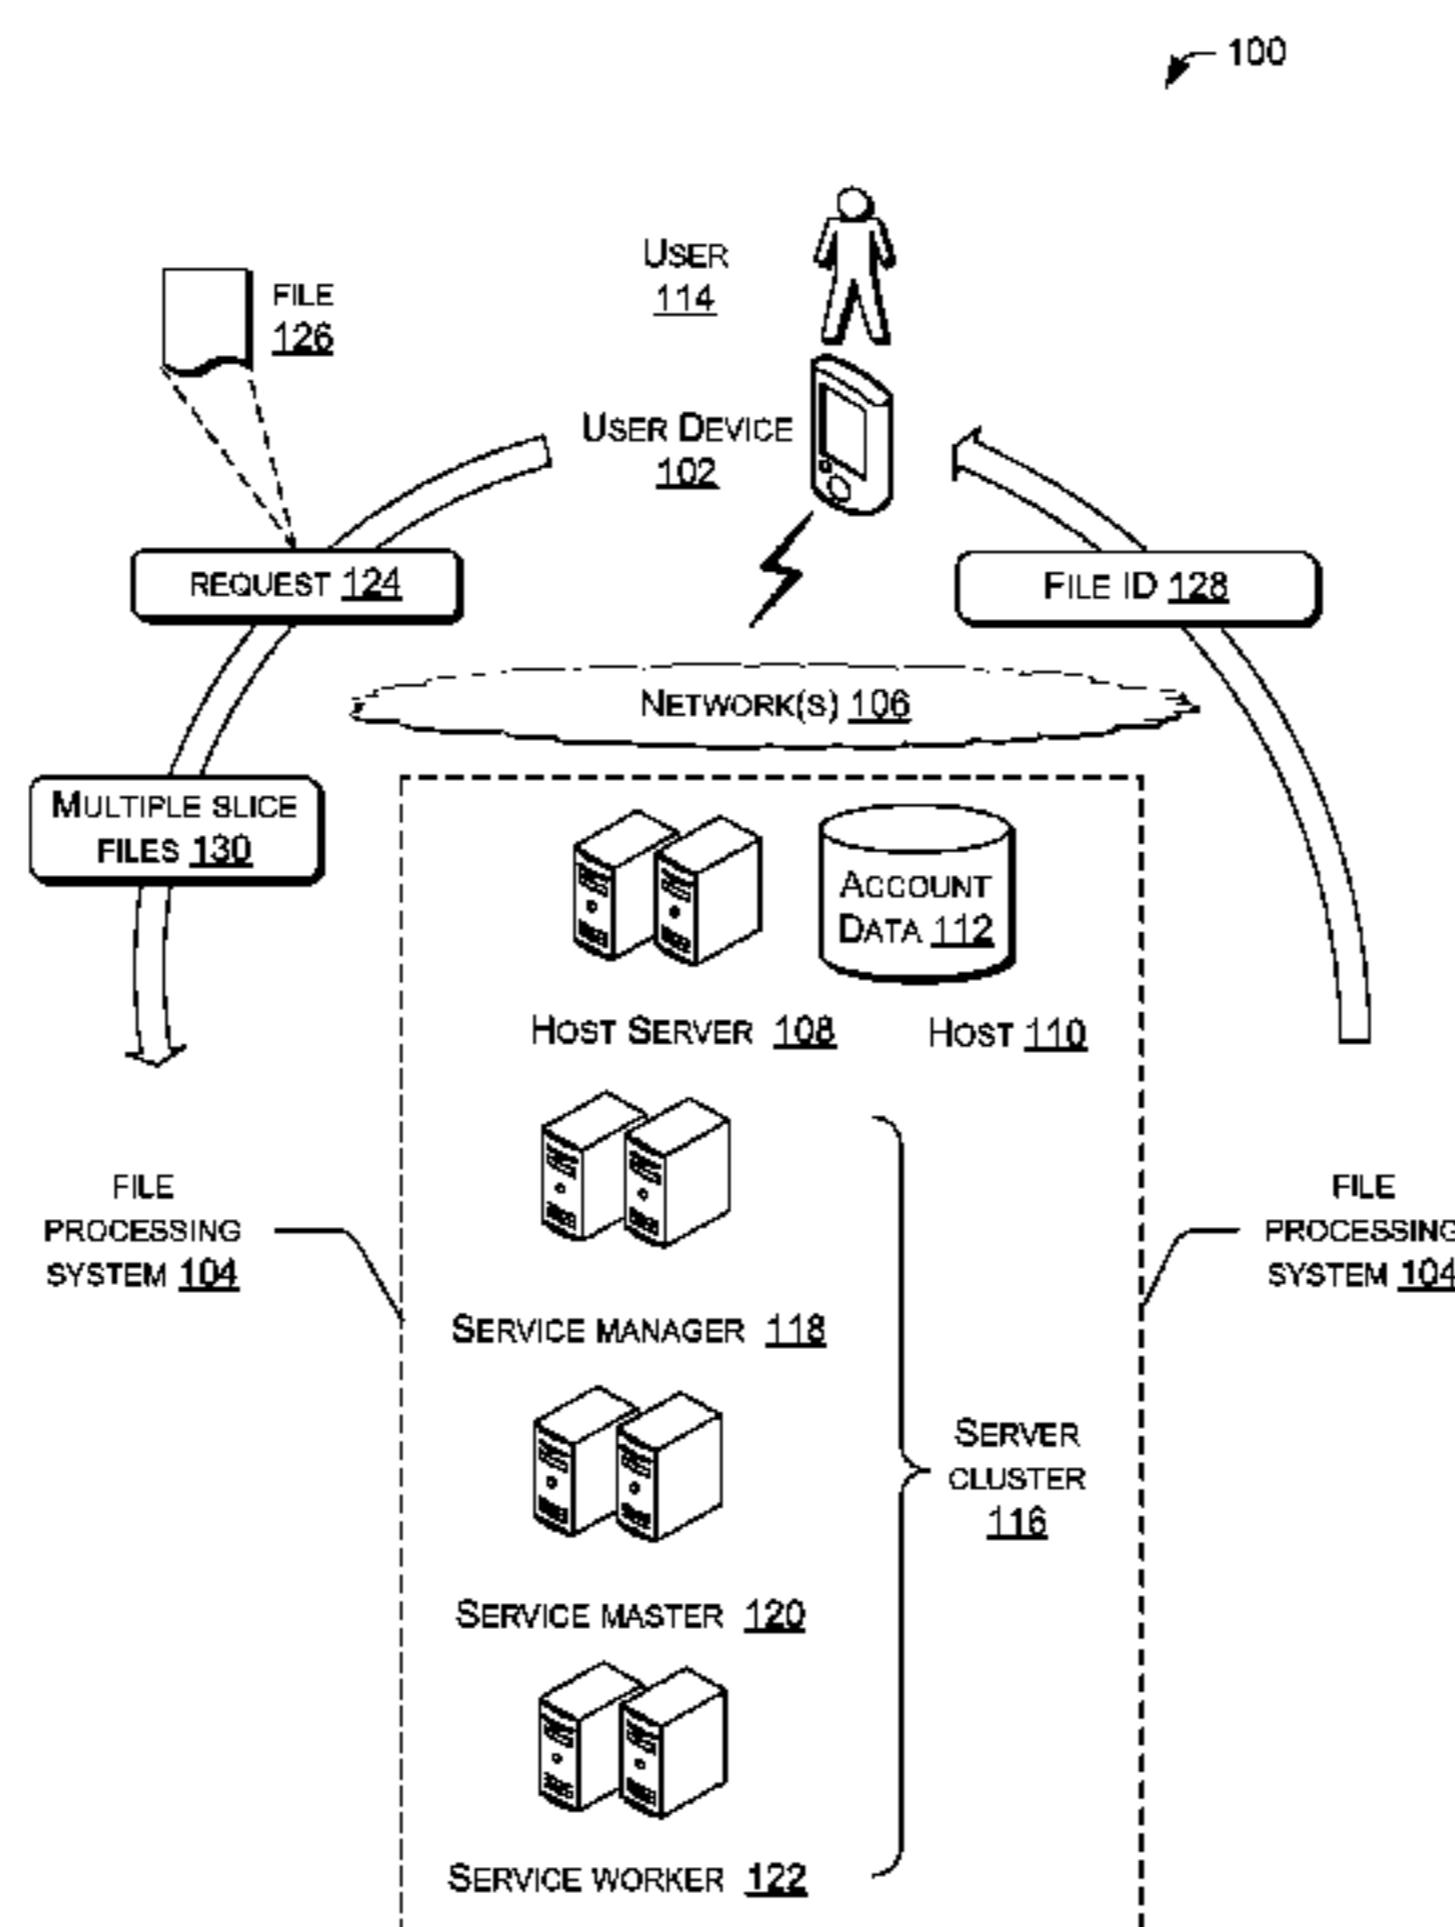 100
USER
114
FILE
126
USER DEVICE
102
REQUEST 124
FILE ID 128
NETWORK(S) 106
MULTIPLE SLICE
FILES 130
ACCOUNT
DATA 112
HOST SERVER 108
HOST 110
FILE
PROCESSING
SYSTEM 104
FILE
PROCESSING
SYSTEM 104
SERVICE MANAGER 118
SERVER
CLUSTER
116
SERVICE MASTER 120
SERVICE WORKER 122